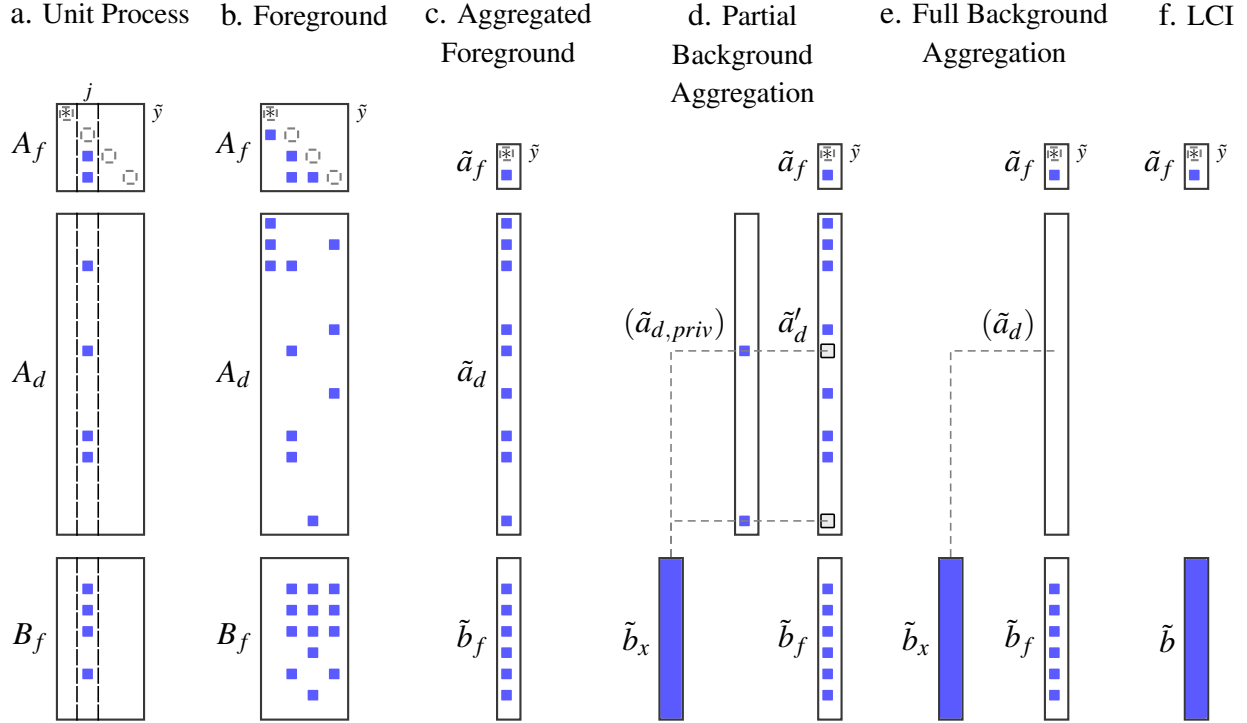 a. Unit Process
b. Foreground
c. Aggregated
Foreground
d. Partial
Background
Aggregation
e. Full Background
Aggregation
f. LCI
j
ỹ
A_f
*
A_f
*
ã_f
*
ỹ
ã_f
*
ỹ
ã_f
*
ỹ
ã_f
*
ỹ
A_d
A_d
ã_d
(ã_{d,priv})
ã′_d
(ã_d)
B_f
B_f
b̃_f
b̃_x
b̃_f
b̃_x
b̃_f
b̃